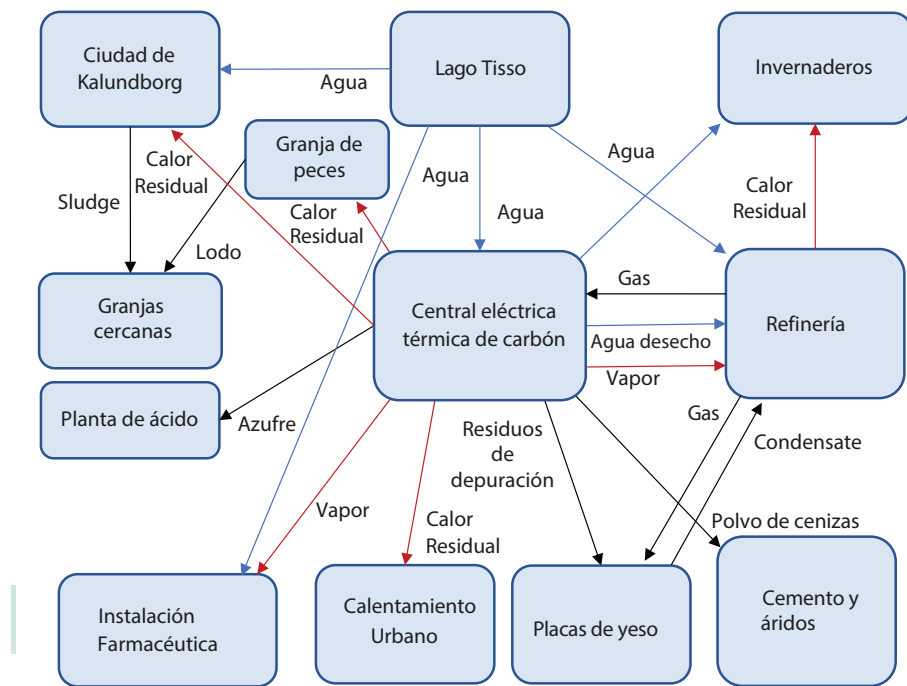 Ciudad de
Kalundborg
Agua
Lago Tisso
Invernaderos
Granja de
peces
Calor
Residual
Agua
Agua
Calor
Residual
Sludge
Agua
Calor
Residual
Lodo
Granjas
cercanas
Central eléctrica
térmica de carbón
Gas
Agua desecho
Vapor
Refinería
Planta de ácido
Azufre
Residuos
de
depuración
Gas
Condensate
Vapor
Calor
Residual
Polvo de cenizas
Instalación
Farmacéutica
Calentamiento
Urbano
Placas de yeso
Cemento y
áridos